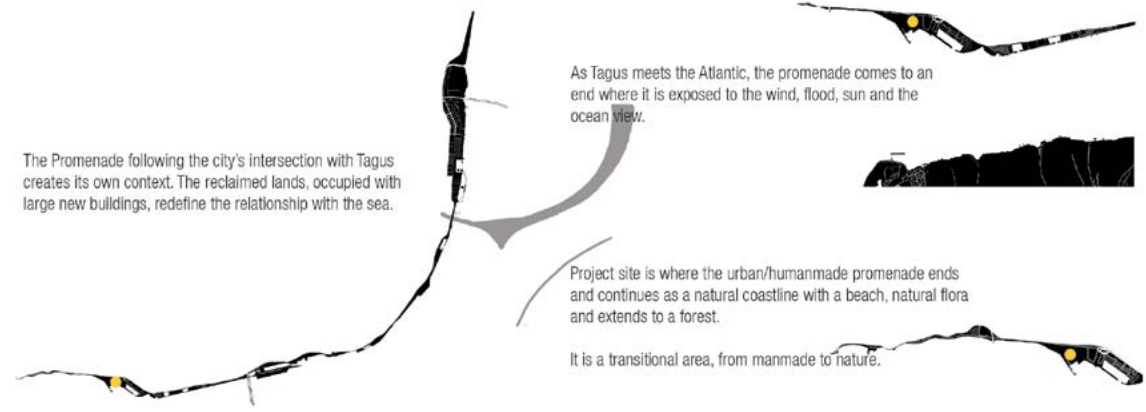 The Promenade following the city's intersection with Tagus
creates its own context. The reclaimed lands, occupied with
large new buildings, redefine the relationship with the sea.
As Tagus meets the Atlantic, the promenade comes to an
end where it is exposed to the wind, flood, sun and the
ocean view.
Project site is where the urban/humanmade promenade ends
and continues as a natural coastline with a beach, natural flora
and extends to a forest.
It is a transitional area, from manmade to nature.